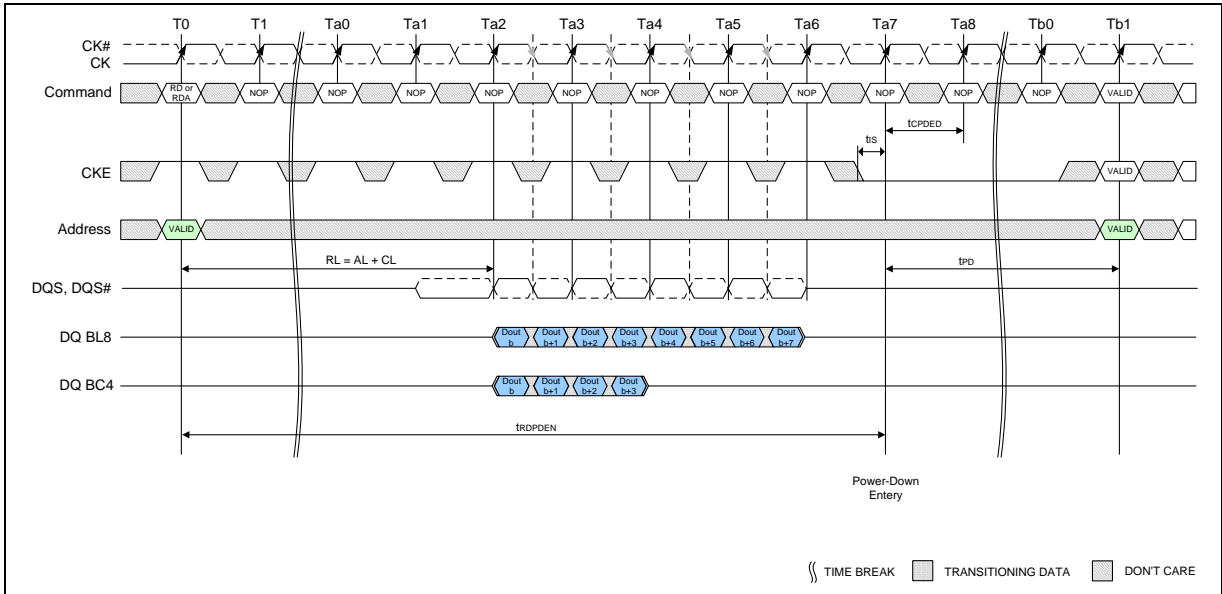 T0 T1 Ta0 Ta1 Ta2 Ta3 Ta4 Ta5 Ta6 Ta7 Ta8 Tb0 Tb1
CK#
CK
Command
RD or
RDA
NOP NOP NOP NOP NOP NOP NOP NOP NOP NOP NOP VALID
tCPDED
tIS
CKE
VALID
Address
VALID
VALID
RL = AL + CL
tPD
DQS, DQS#
DQ BL8
Dout Dout Dout Dout Dout Dout Dout Dout
b b+1 b+2 b+3 b+4 b+5 b+6 b+7
DQ BC4
Dout Dout Dout Dout
b b+1 b+2 b+3
tRDPDEN
Power-Down
Entery
TIME BREAK TRANSITIONING DATA DON'T CARE